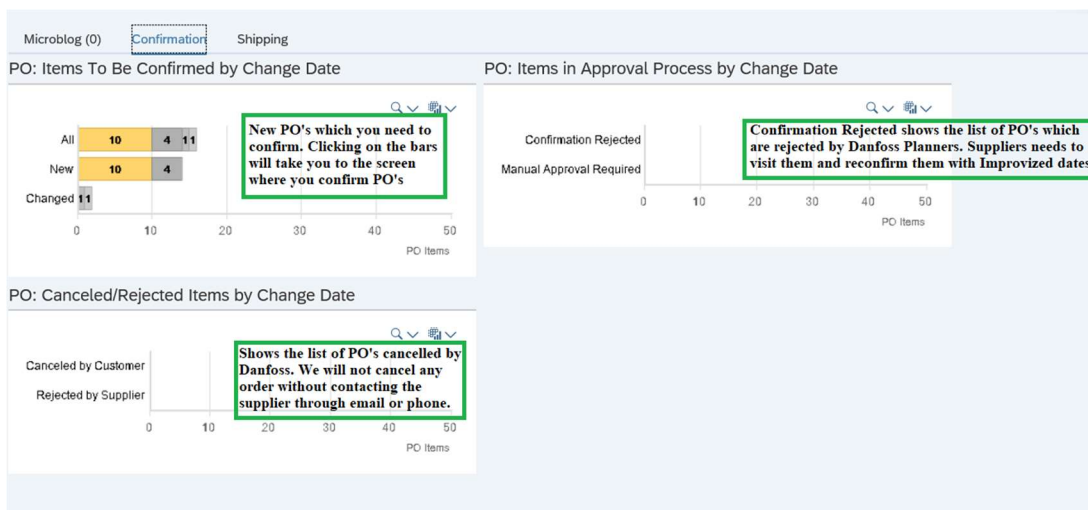 Microblog (0) Confirmation Shipping
PO: Items To Be Confirmed by Change Date
All 10 4 1 1
New 10 4
Changed 1 1
0 10 20 30 40 50
PO Items
New PO's which you need to
confirm. Clicking on the bars
will take you to the screen
where you confirm PO's
PO: Items in Approval Process by Change Date
Confirmation Rejected
Manual Approval Required
0 10 20 30 40 50
PO Items
Confirmation Rejected shows the list of PO's which
are rejected by Danfoss Planners. Suppliers needs to
visit them and reconfirm them with Improvized dates
PO: Canceled/Rejected Items by Change Date
Canceled by Customer
Rejected by Supplier
0 10 20 30 40 50
PO Items
Shows the list of PO's cancelled by
Danfoss. We will not cancel any
order without contacting the
supplier through email or phone.